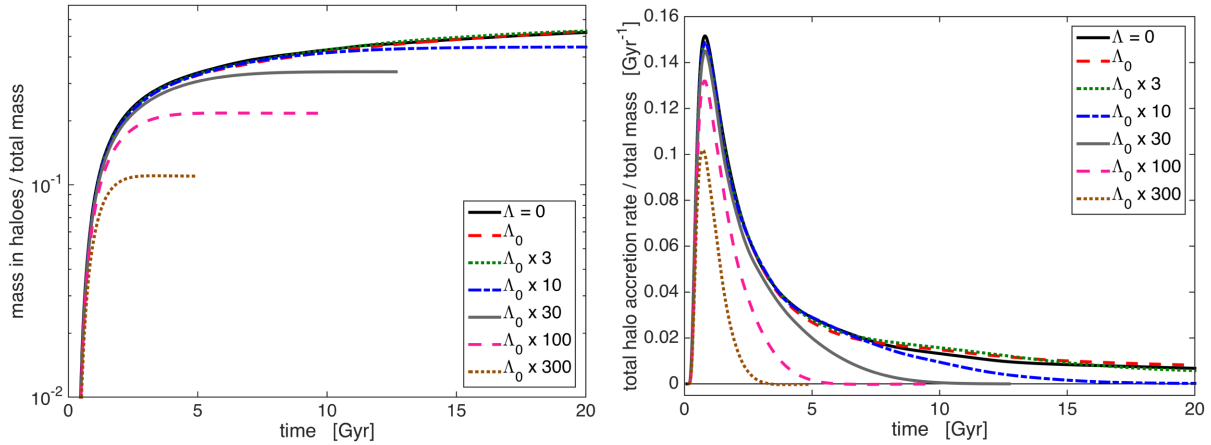 mass in haloes / total mass
10⁻¹
10⁻²
0
5
10
15
20
time [Gyr]
Λ = 0
Λ₀
Λ₀ x 3
Λ₀ x 10
Λ₀ x 30
Λ₀ x 100
Λ₀ x 300
total halo accretion rate / total mass [Gyr⁻¹]
0.16
0.14
0.12
0.1
0.08
0.06
0.04
0.02
0
0
5
10
15
20
time [Gyr]
Λ = 0
Λ₀
Λ₀ x 3
Λ₀ x 10
Λ₀ x 30
Λ₀ x 100
Λ₀ x 300